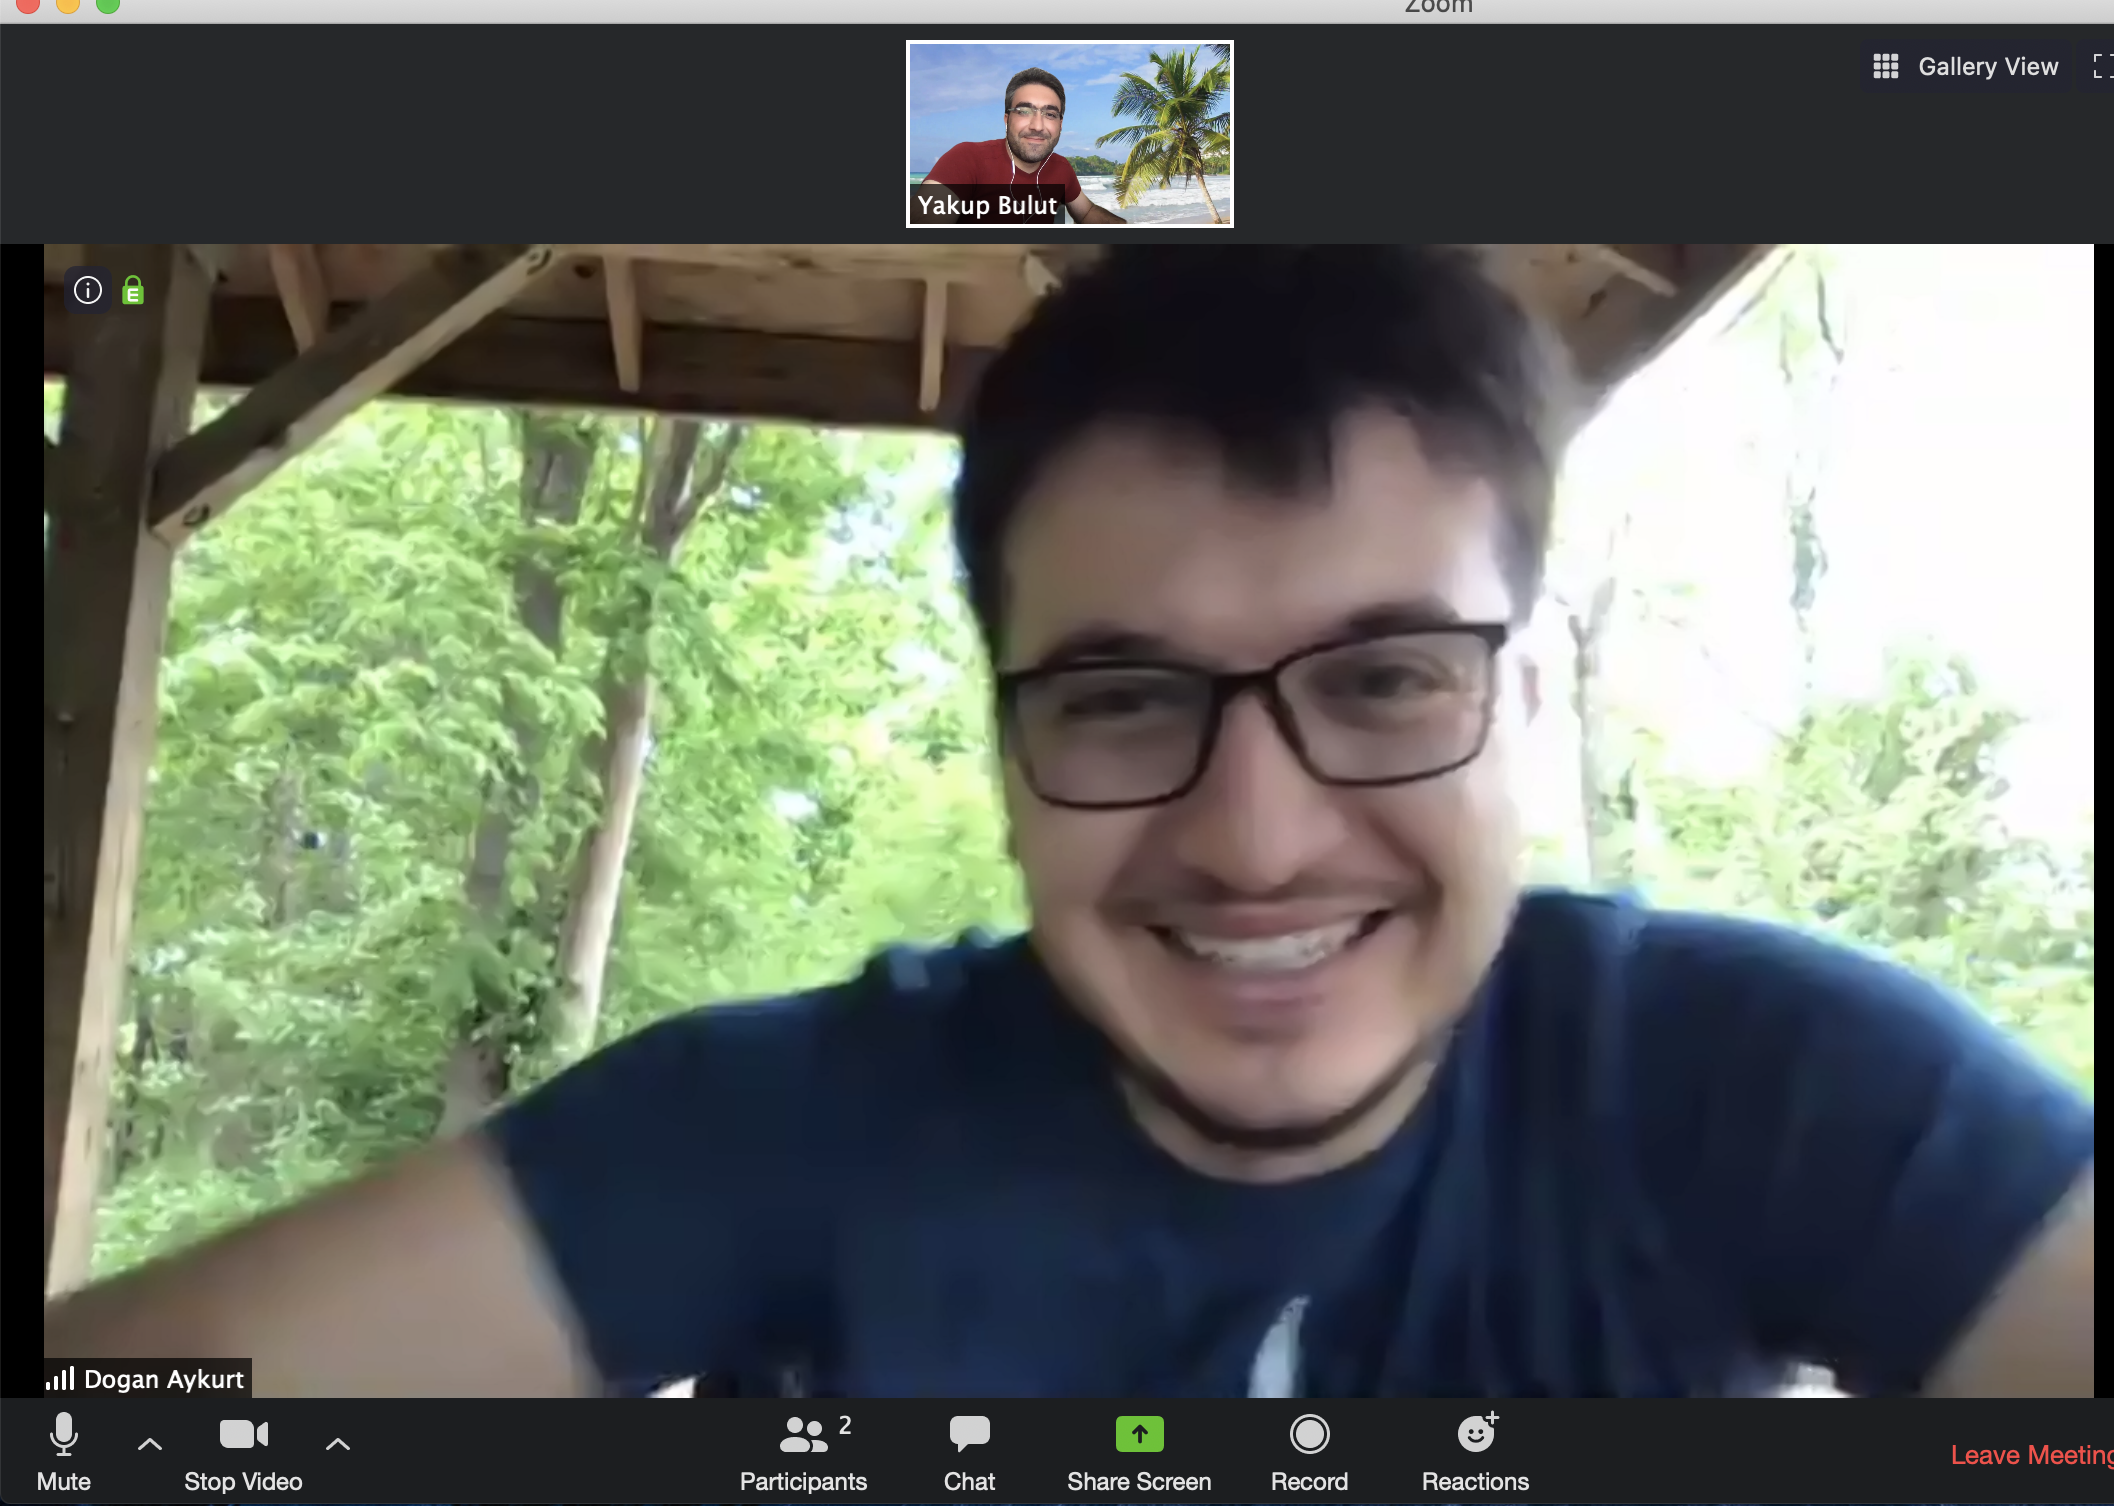 Zoom
Yakup Bulut
Gallery View
E
Dogan Aykurt
Mute
Stop Video
Participants 2
Chat
Share Screen
Record
Reactions
Leave Meeting